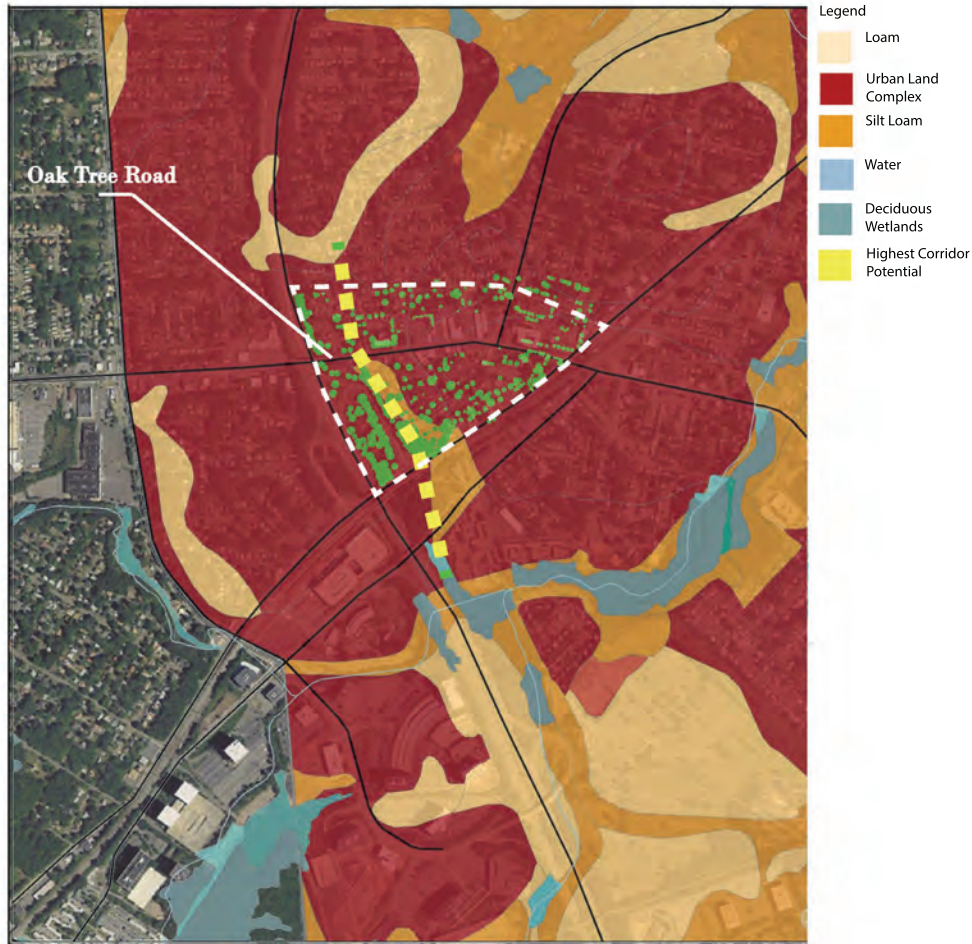 Legend
Loam
Urban Land
Complex
Silt Loam
Water
Deciduous
Wetlands
Highest Corridor
Potential
Oak Tree Road